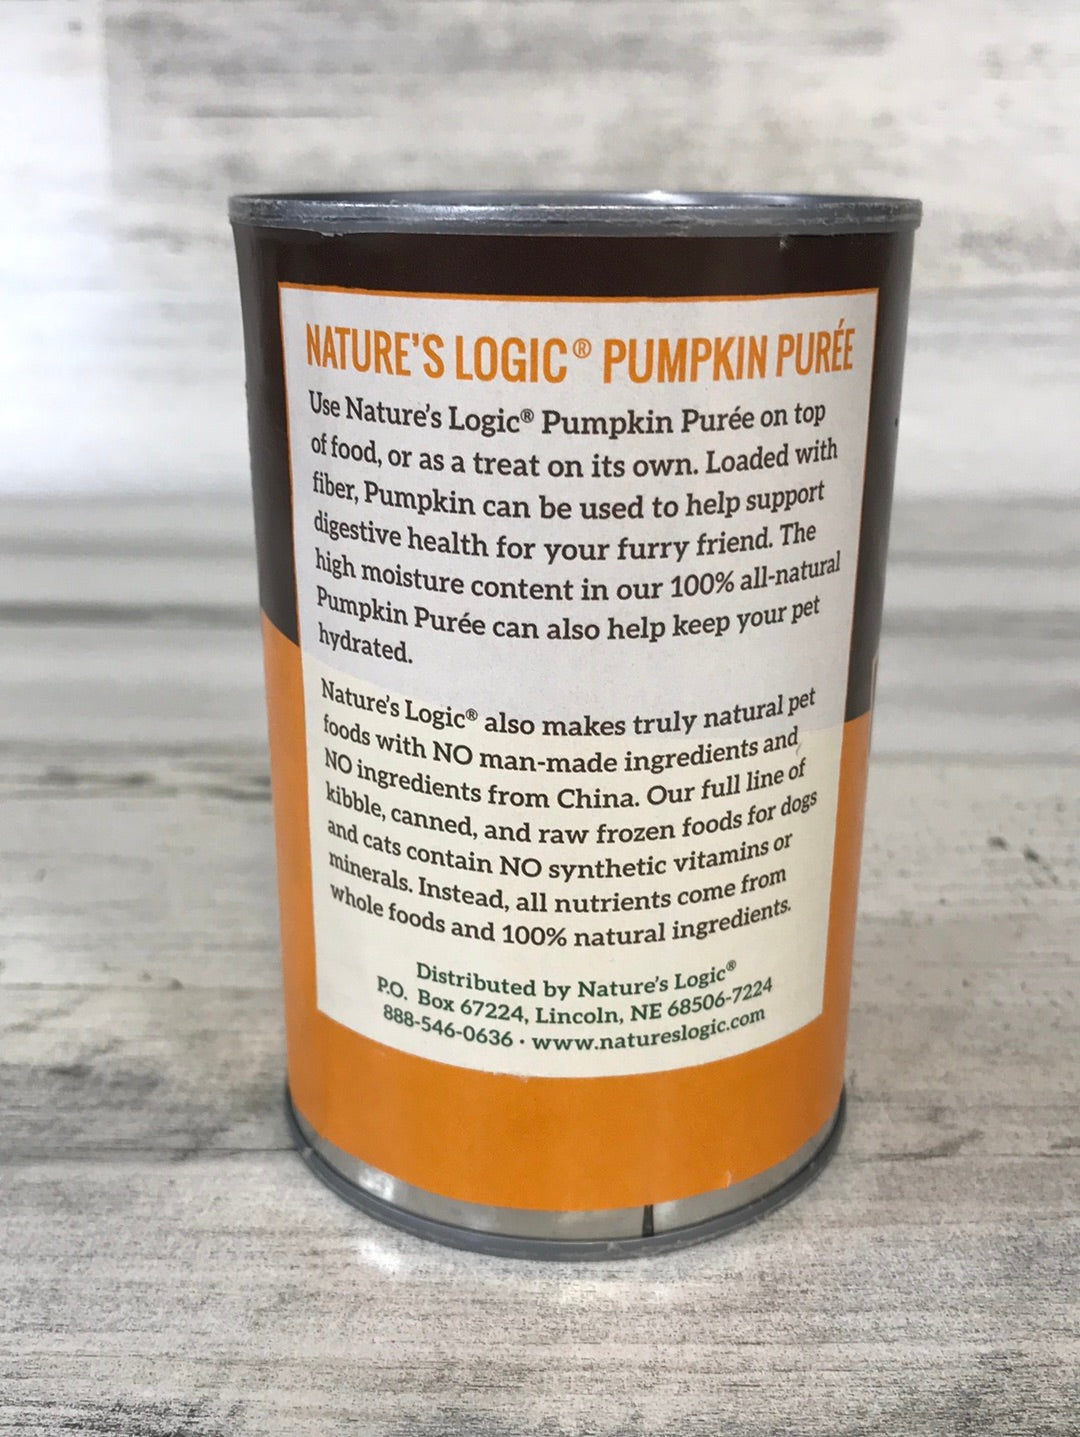 NATURE'S LOGIC® PUMPKIN PURÉE
Use Nature's Logic® Pumpkin Purée on top
of food, or as a treat on its own. Loaded with
fiber, Pumpkin can be used to help support
digestive health for your furry friend. The
high moisture content in our 100% all-natural
Pumpkin Purée can also help keep your pet
hydrated.
Nature's Logic® also makes truly natural pet
foods with NO man-made ingredients and
NO ingredients from China. Our full line of
kibble, canned, and raw frozen foods for dogs
and cats contain NO synthetic vitamins or
minerals. Instead, all nutrients come from
whole foods and 100% natural ingredients.
Distributed by Nature's Logic®
P.O. Box 67224, Lincoln, NE 68506-7224
888-546-0636 · www.natureslogic.com